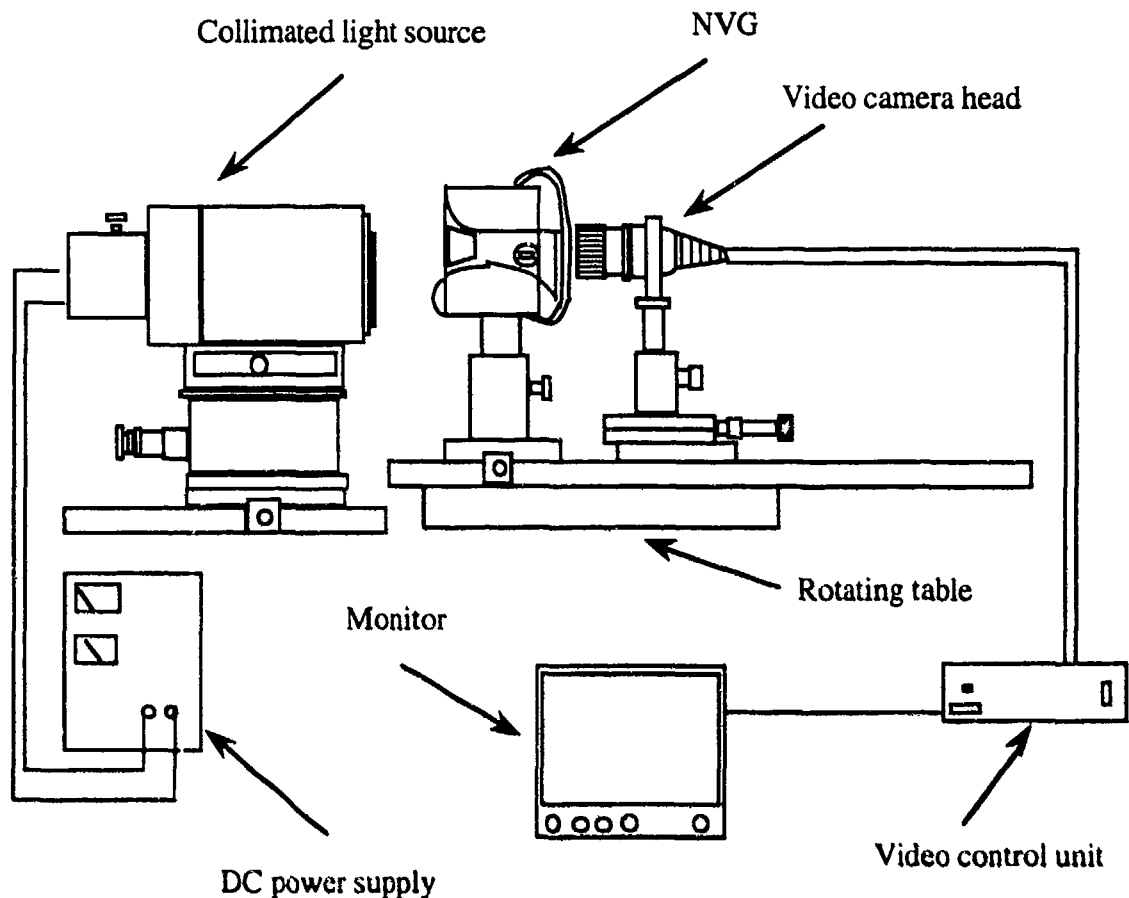 NVG
Collimated light source
Video camera head
Rotating table
Monitor
Video control unit
DC power supply